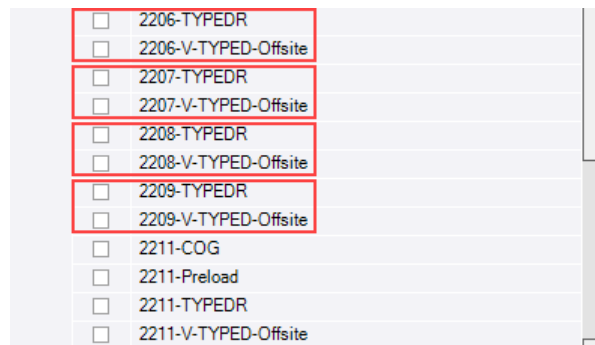 2206-TYPEDR
2206-V-TYPED-Offsite
2207-TYPEDR
2207-V-TYPED-Offsite
2208-TYPEDR
2208-V-TYPED-Offsite
2209-TYPEDR
2209-V-TYPED-Offsite
2211-COG
2211-Preload
2211-TYPEDR
2211-V-TYPED-Offsite